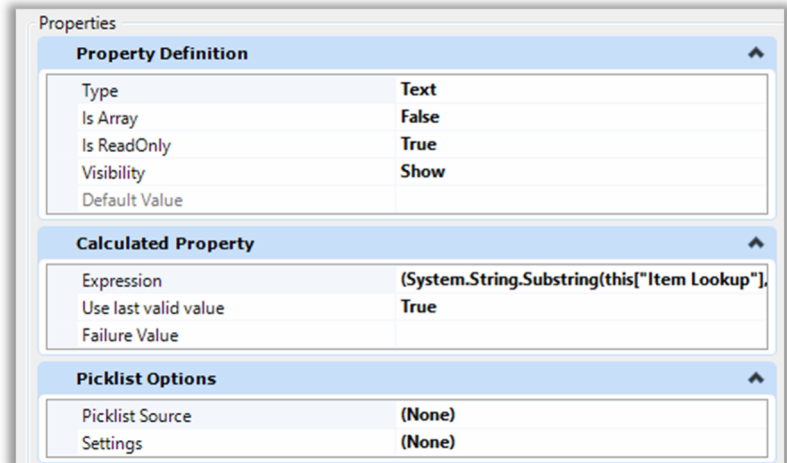 Properties
Property Definition
Type Text
Is Array False
Is ReadOnly True
Visibility Show
Default Value
Calculated Property
Expression (System.String.Substring(this["Item Lookup"],
Use last valid value True
Failure Value
Picklist Options
Picklist Source (None)
Settings (None)